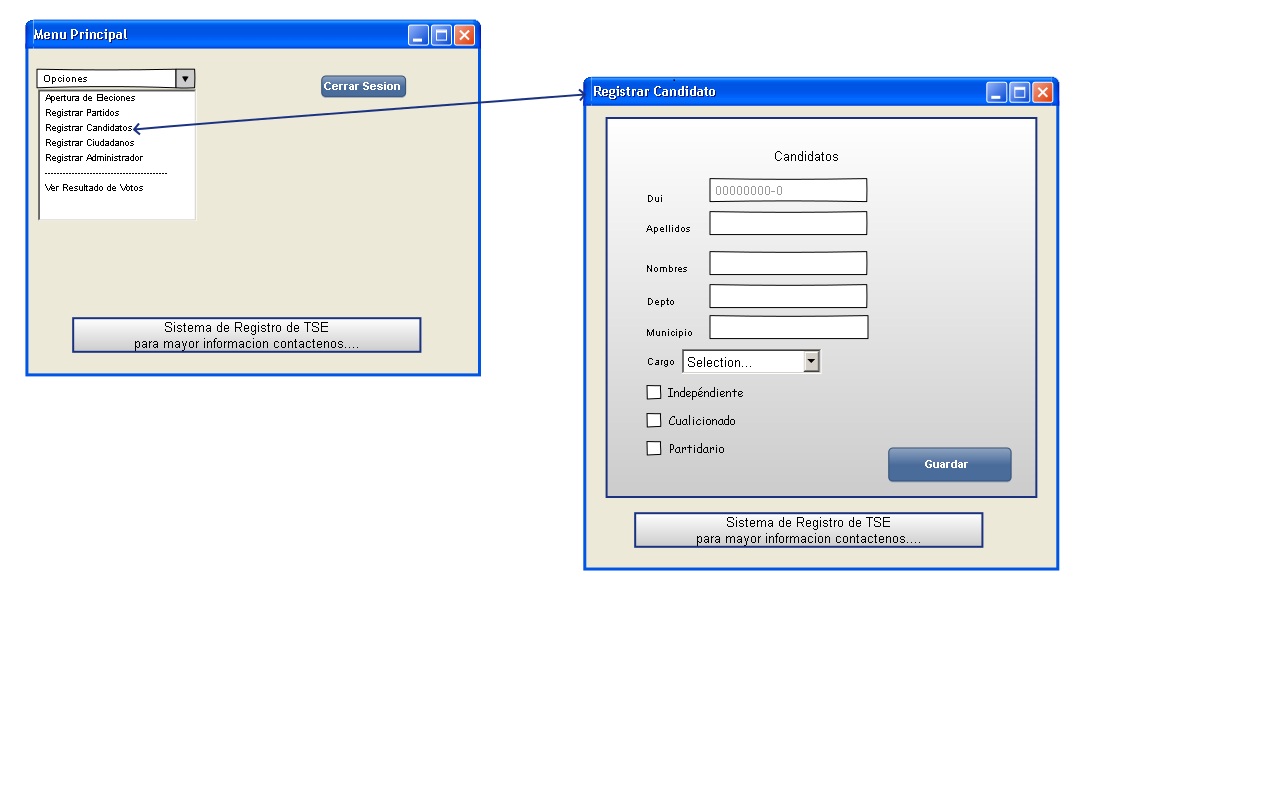 Menu Principal
Opciones
Cerrar Sesion
Apertura de Eleciones
Registrar Partidos
Registrar Candidatos
Registrar Ciudadanos
Registrar Administrador
-----------------------------------------
Ver Resultado de Votos
Sistema de Registro de TSE
para mayor informacion contactenos....
Registrar Candidato
Candidatos
Dui 00000000-0
Apellidos
Nombres
Depto
Municipio
Cargo Selection...
Indepéndiente
Cualicionado
Partidario
Guardar
Sistema de Registro de TSE
para mayor informacion contactenos....